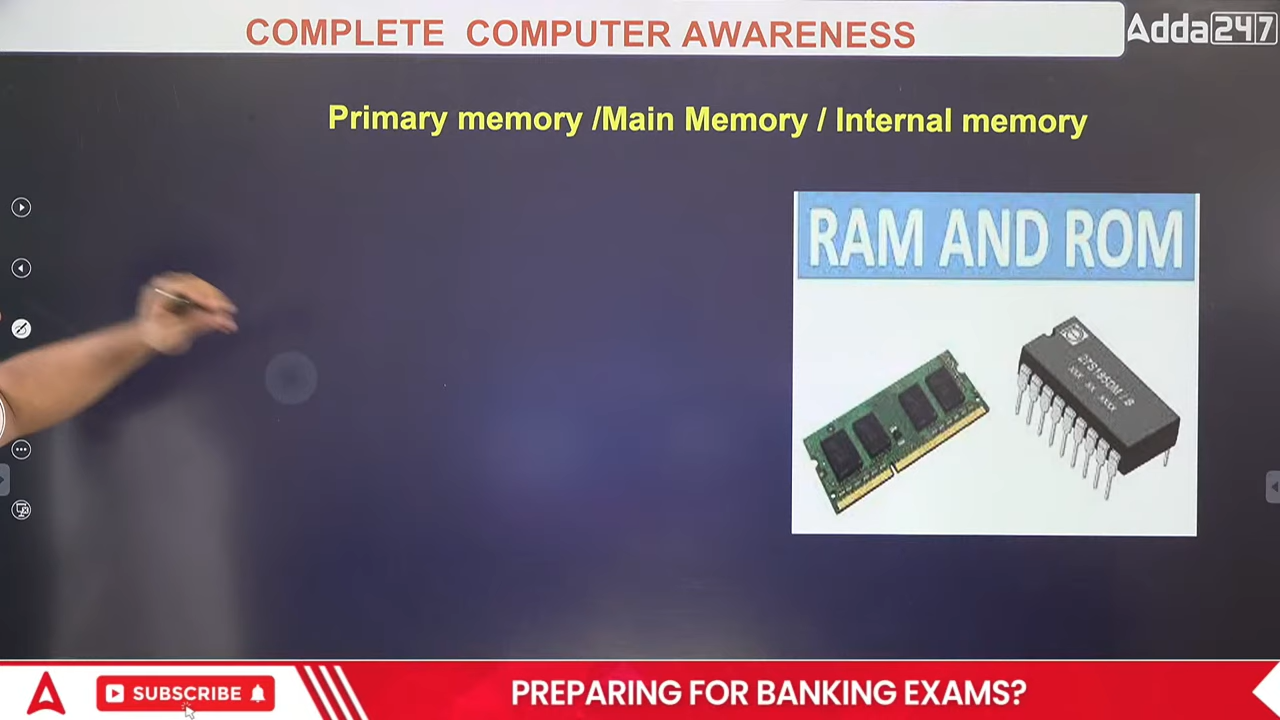 COMPLETE COMPUTER AWARENESS
Adda247
Primary memory /Main Memory / Internal memory
RAM AND ROM
SUBSCRIBE
PREPARING FOR BANKING EXAMS?